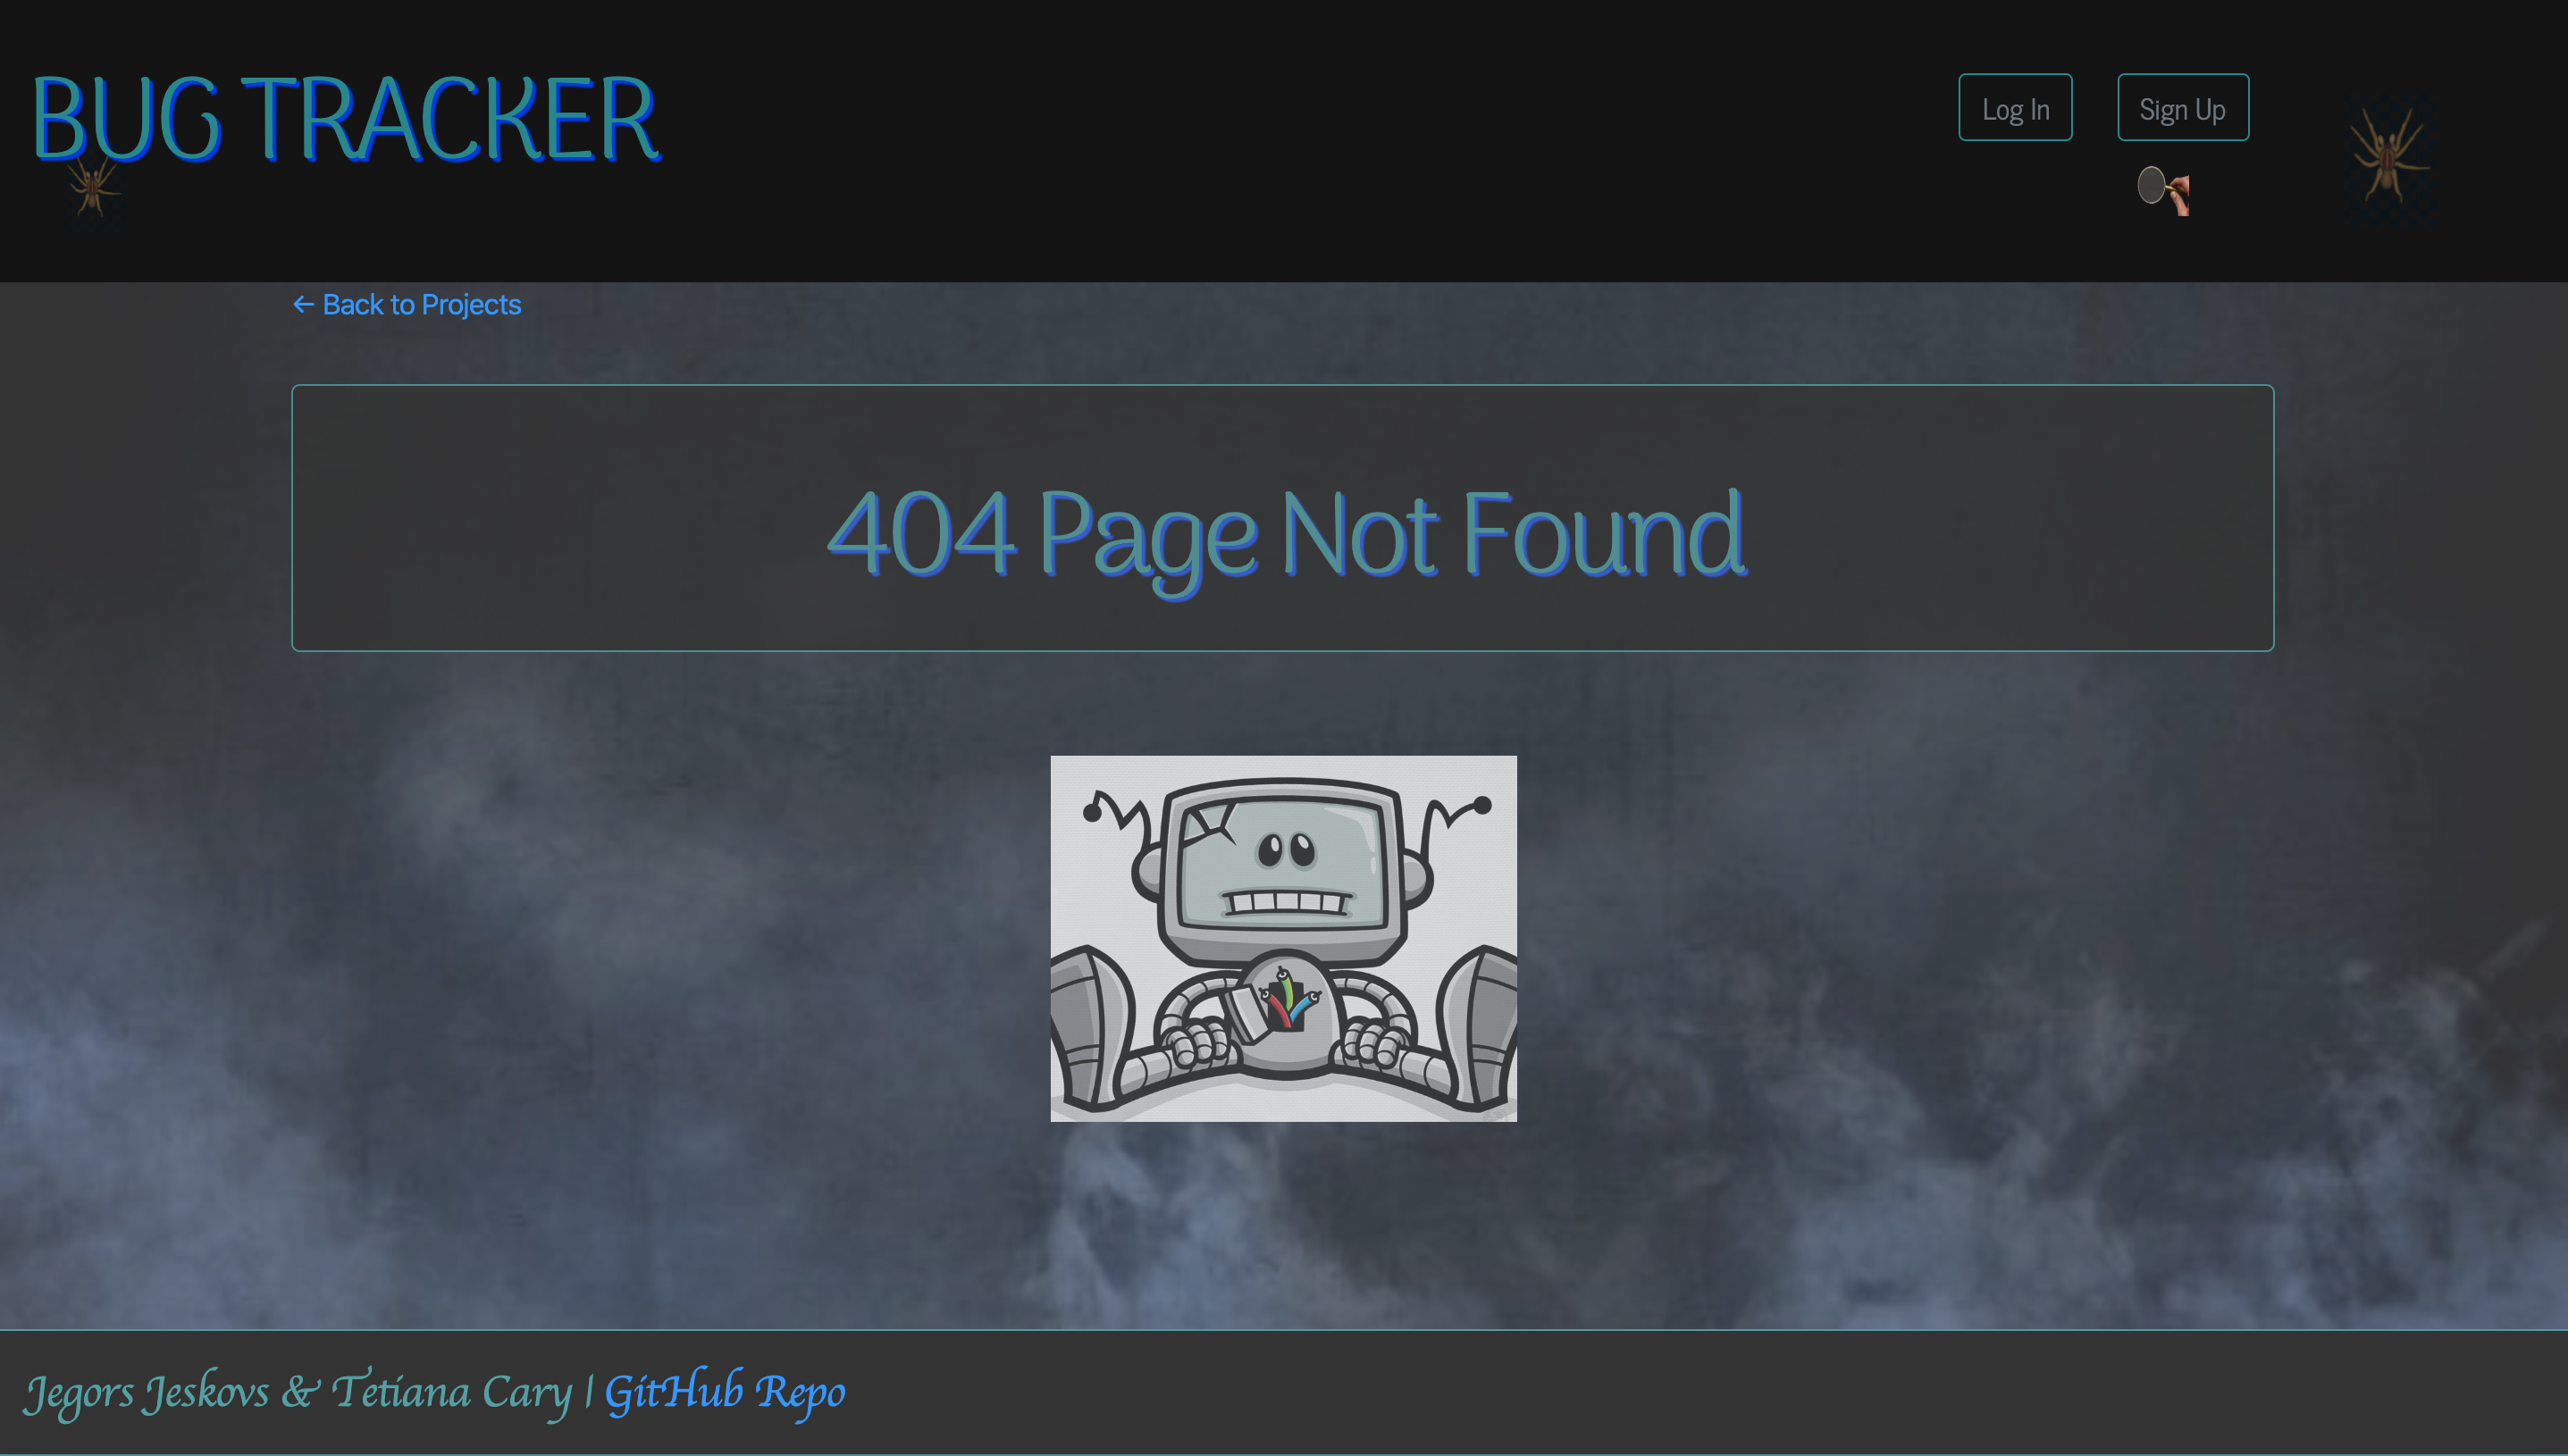 BUG TRACKER
Log In
Sign Up
← Back to Projects
404 Page Not Found
Jegors Jeskovs & Tetiana Cary | GitHub Repo